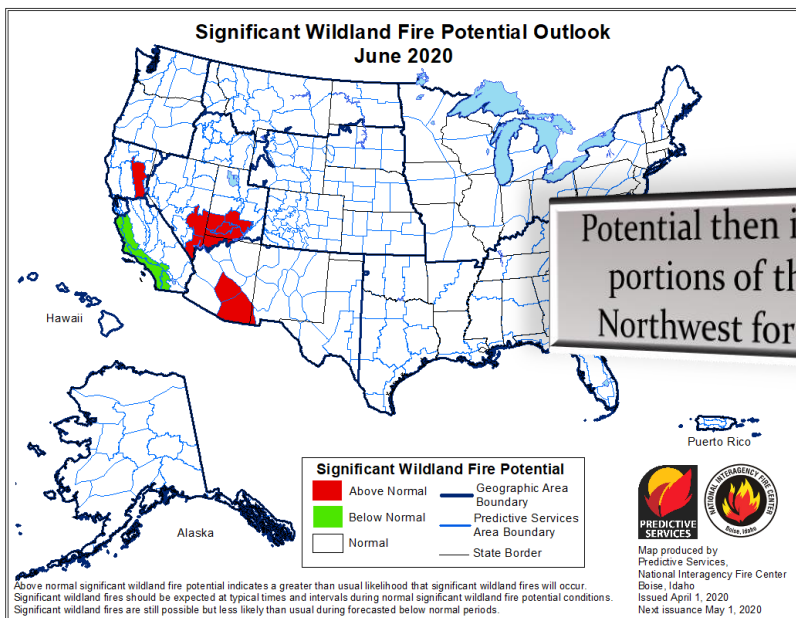 Significant Wildland Fire Potential Outlook
June 2020
Potential then i
portions of th
Northwest for
Hawaii
Puerto Rico
Alaska
Significant Wildland Fire Potential
Above Normal
Below Normal
Normal
Geographic Area
Boundary
Predictive Services
Area Boundary
State Border
PREDICTIVE
SERVICES
NATIONAL INTERAGENCY FIRE CENTER
Boise, Idaho
Map produced by
Predictive Services,
National Interagency Fire Center
Boise, Idaho
Issued April 1, 2020
Next issuance May 1, 2020
Above normal significant wildland fire potential indicates a greater than usual likelihood that significant wildland fires will occur.
Significant wildland fires should be expected at typical times and intervals during normal significant wildland fire potential conditions.
Significant wildland fires are still possible but less likely than usual during forecasted below normal periods.